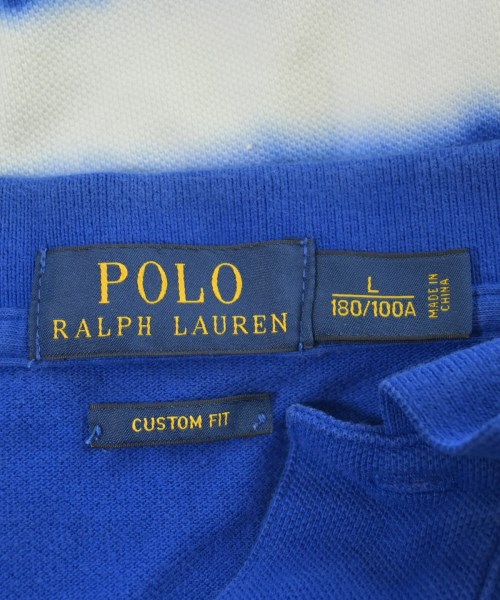 POLO
RALPH LAUREN
L
180/100A
MADE IN
CHINA
CUSTOM FIT